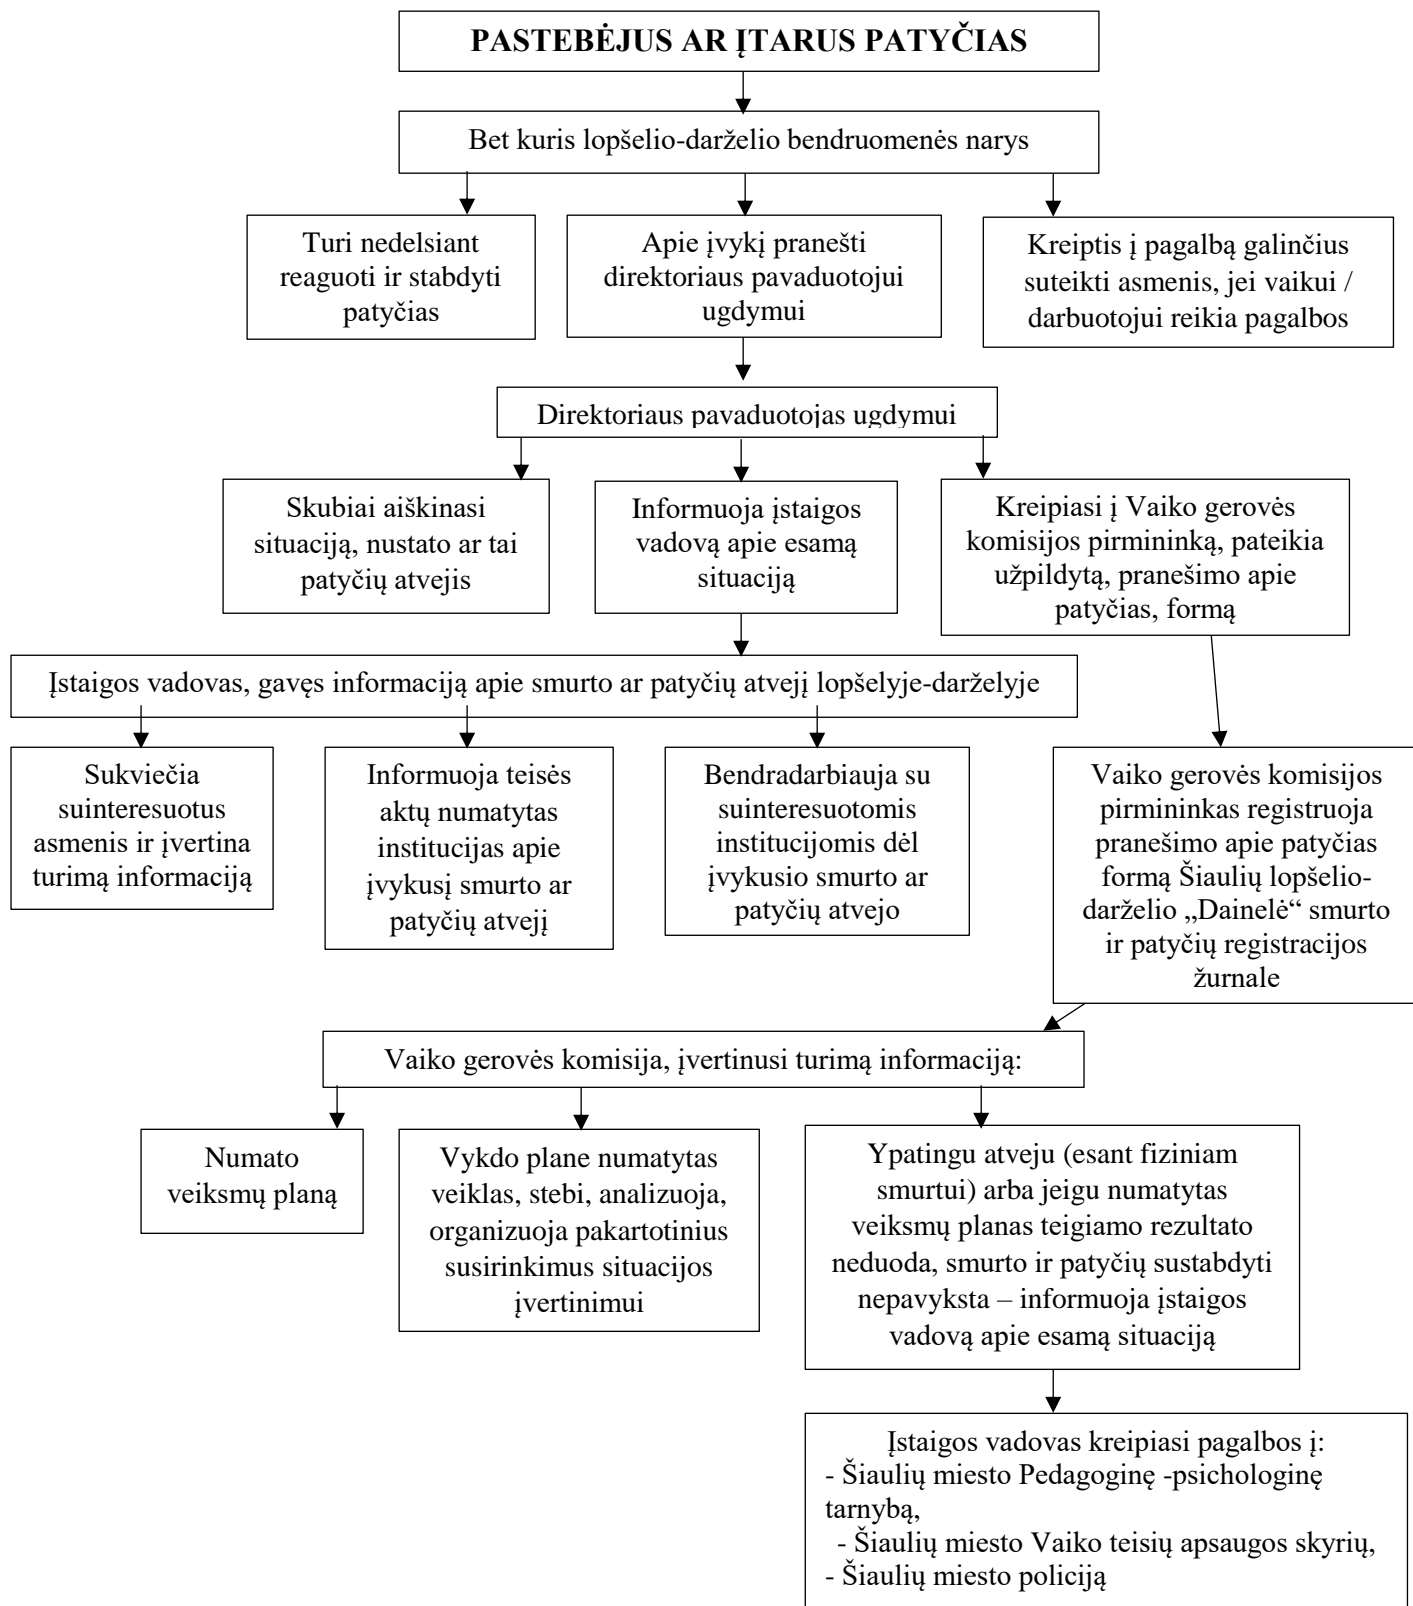 PASTEBĖJUS AR ĮTARUS PATYČIAS
Bet kuris lopšelio-darželio bendruomenės narys
Turi nedelsiant
reaguoti ir stabdyti
patyčias
Apie įvykį pranešti
direktoriaus pavaduotojui
ugdymui
Kreiptis į pagalbą galinčius
suteikti asmenis, jei vaikui /
darbuotojui reikia pagalbos
Direktoriaus pavaduotojas ugdymui
Skubiai aiškinasi
situaciją, nustato ar tai
patyčių atvejis
Informuoja įstaigos
vadovą apie esamą
situaciją
Kreipiasi į Vaiko gerovės
komisijos pirmininką, pateikia
užpildytą, pranešimo apie
patyčias, formą
Įstaigos vadovas, gavęs informaciją apie smurto ar patyčių atvejį lopšelyje-darželyje
Sukviečia
suinteresuotus
asmenis ir įvertina
turimą informaciją
Informuoja teisės
aktų numatytas
institucijas apie
įvykusį smurto ar
patyčių atvejį
Bendradarbiauja su
suinteresuotomis
institucijomis dėl
įvykusio smurto ar
patyčių atvejo
Vaiko gerovės komisijos
pirmininkas registruoja
pranešimo apie patyčias
formą Šiaulių lopšelio-
darželio „Dainelė“ smurto
ir patyčių registracijos
žurnale
Vaiko gerovės komisija, įvertinusi turimą informaciją:
Numato
veiksmų planą
Vykdo plane numatytas
veiklas, stebi, analizuoja,
organizuoja pakartotinius
susirinkimus situacijos
įvertinimui
Ypatingu atveju (esant fiziniam
smurtui) arba jeigu numatytas
veiksmų planas teigiamo rezultato
neduoda, smurto ir patyčių sustabdyti
nepavyksta – informuoja įstaigos
vadovą apie esamą situaciją
Įstaigos vadovas kreipiasi pagalbos į:
- Šiaulių miesto Pedagoginę -psichologinę
tarnybą,
- Šiaulių miesto Vaiko teisių apsaugos skyrių,
- Šiaulių miesto policiją